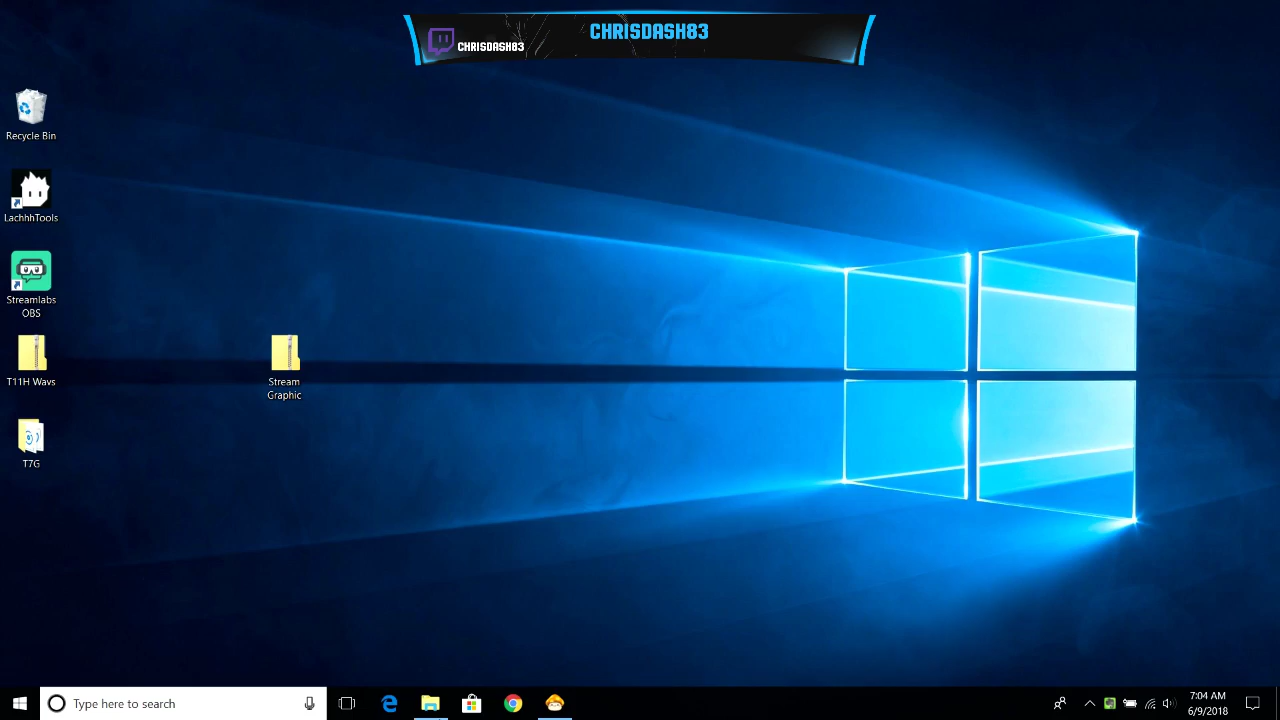 CHRISDASH83
CHRISDASH83
Recycle Bin
LachhhTools
Streamlabs
OBS
T11H Wavs
Stream
Graphic
T7G
Type here to search
7:04 AM
6/9/2018